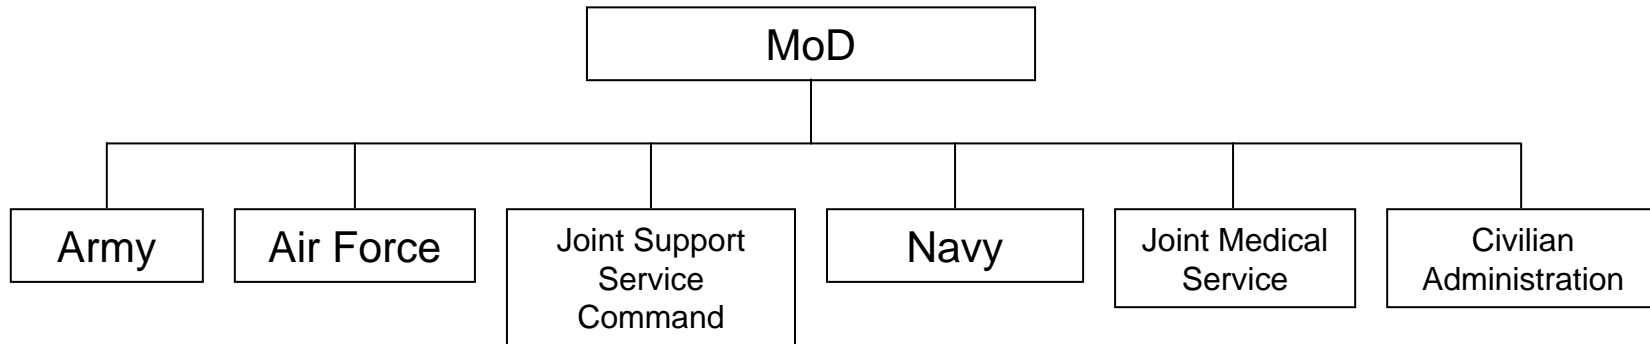 MoD
Army
Air Force
Joint Support
Service
Command
Navy
Joint Medical
Service
Civilian
Administration